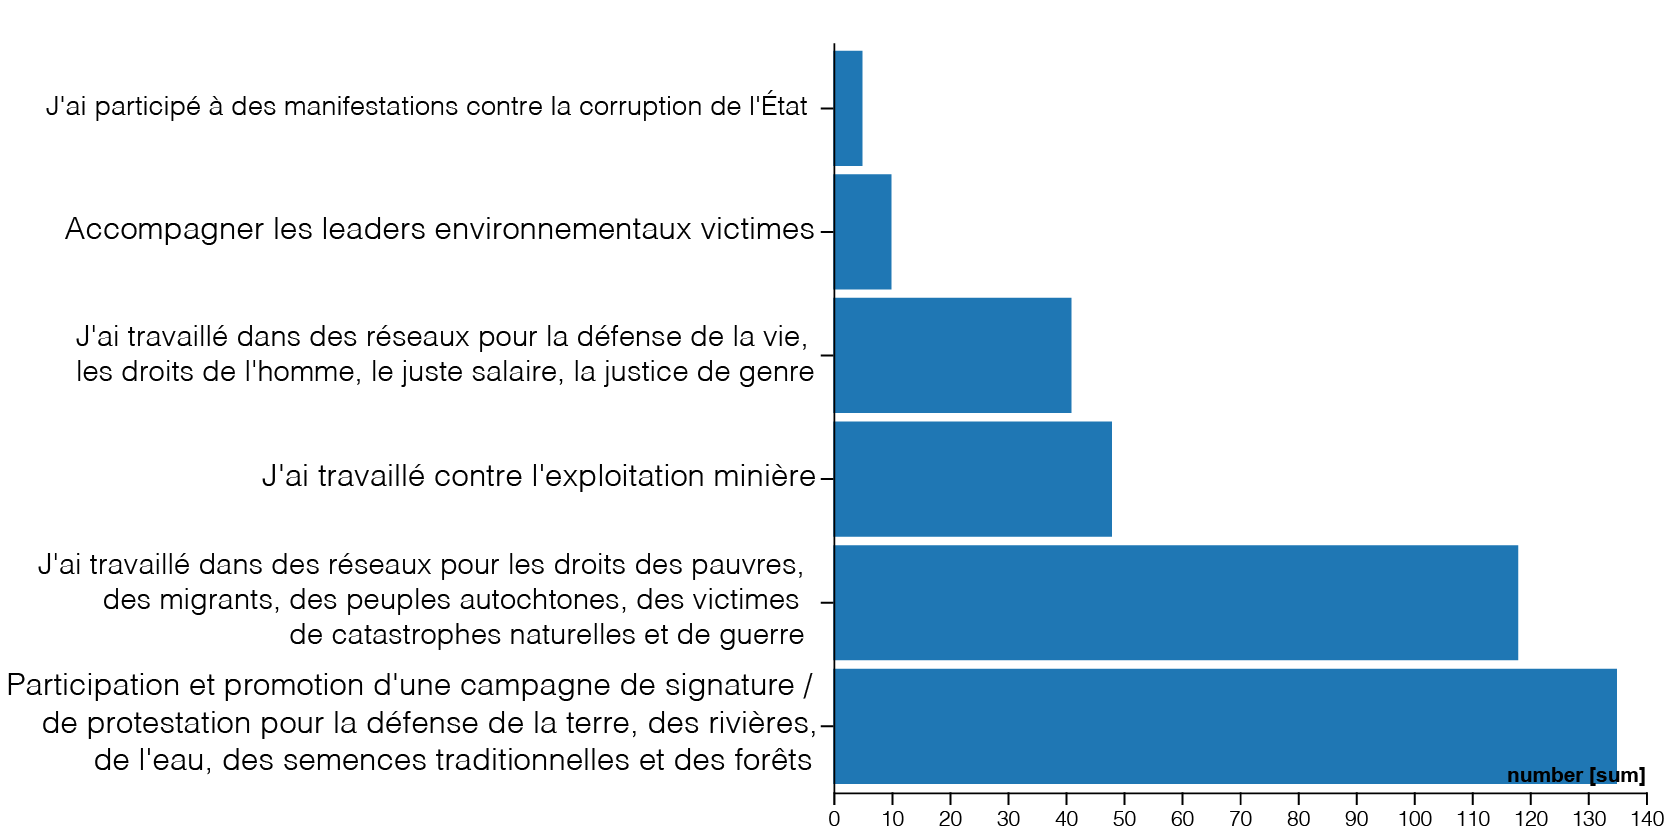 J'ai participé à des manifestations contre la corruption de l'État
Accompagner les leaders environnementaux victimes
J'ai travaillé dans des réseaux pour la défense de la vie,
les droits de l'homme, le juste salaire, la justice de genre
J'ai travaillé contre l'exploitation minière
J'ai travaillé dans des réseaux pour les droits des pauvres,
des migrants, des peuples autochtones, des victimes
de catastrophes naturelles et de guerre
Participation et promotion d'une campagne de signature /
de protestation pour la défense de la terre, des rivières,
de l'eau, des semences traditionnelles et des forêts
number [sum]
0 10 20 30 40 50 60 70 80 90 100 110 120 130 140